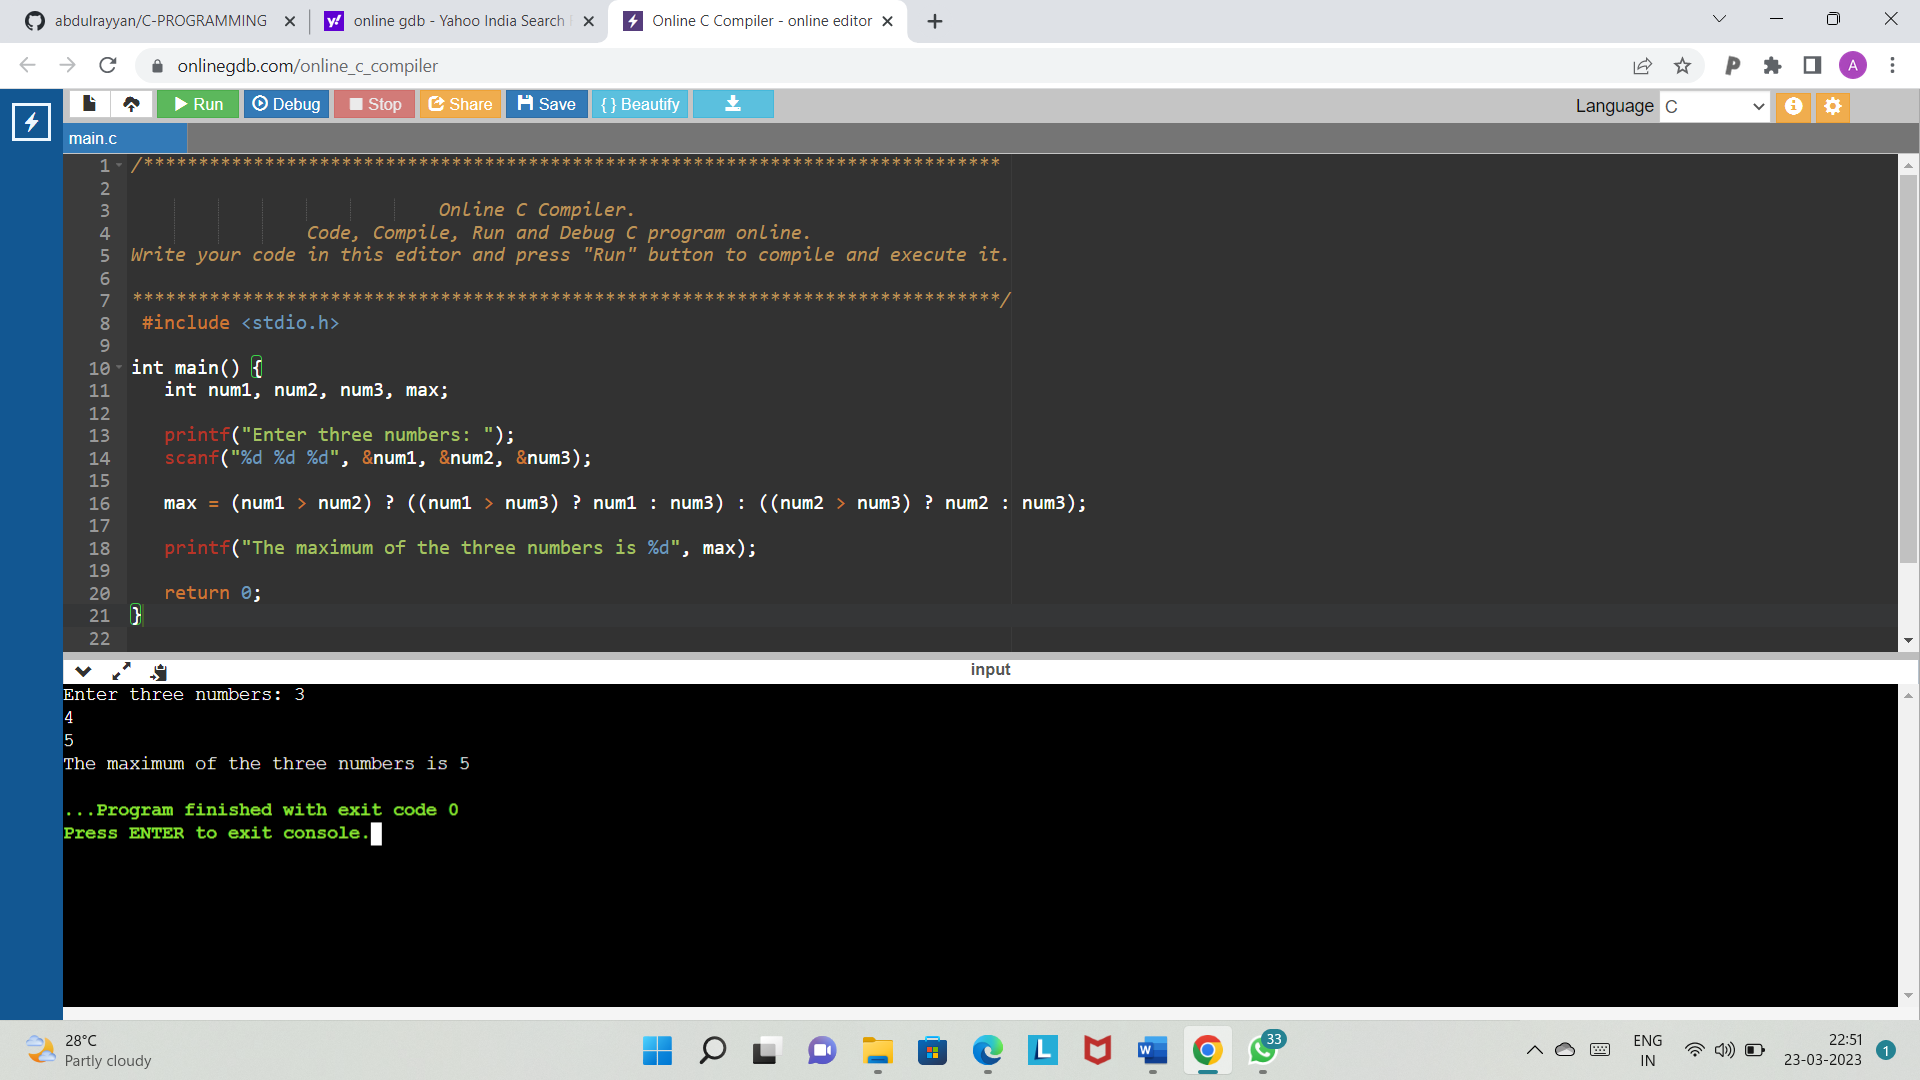 abdulrayyan/C-PROGRAMMING
online gdb - Yahoo India Search
Online C Compiler - online editor
onlinegdb.com/online_c_compiler
A
Run
Debug
Stop
Share
Save
{ } Beautify
Language C
main.c
1 /******************************************************************************
2
3 Online C Compiler.
4 Code, Compile, Run and Debug C program online.
5 Write your code in this editor and press "Run" button to compile and execute it.
6
7 *******************************************************************************/
8 #include <stdio.h>
9
10 int main() {
11 int num1, num2, num3, max;
12
13 printf("Enter three numbers: ");
14 scanf("%d %d %d", &num1, &num2, &num3);
15
16 max = (num1 > num2) ? ((num1 > num3) ? num1 : num3) : ((num2 > num3) ? num2 : num3);
17
18 printf("The maximum of the three numbers is %d", max);
19
20 return 0;
21 }
22
input
Enter three numbers: 3
4
5
The maximum of the three numbers is 5
...Program finished with exit code 0
Press ENTER to exit console.
28°C
Partly cloudy
33
ENG
IN
22:51
23-03-2023
1